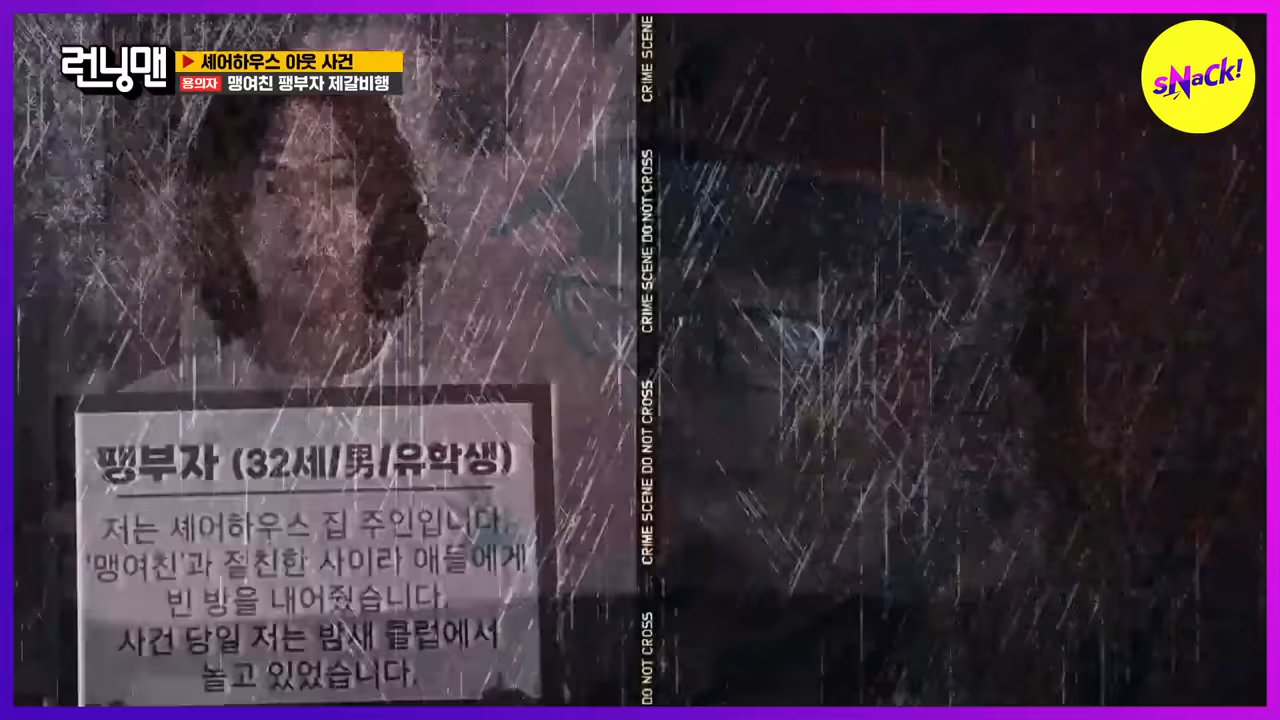 런닝맨
셰어하우스 아웃 사건
용의자 맹여친 팽부자 제갈비행
sNacK!
CRIME SCENE DO NOT CROSS CRIME SCENE DO NOT CROSS CRIME SCENE
팽부자 (32세/男/유학생)
저는 셰어하우스 집 주인입니다.
'맹여친'과 절친한 사이라 애들에게
빈 방을 내어줬습니다.
사건 당일 저는 밤새 클럽에서
놀고 있었습니다.